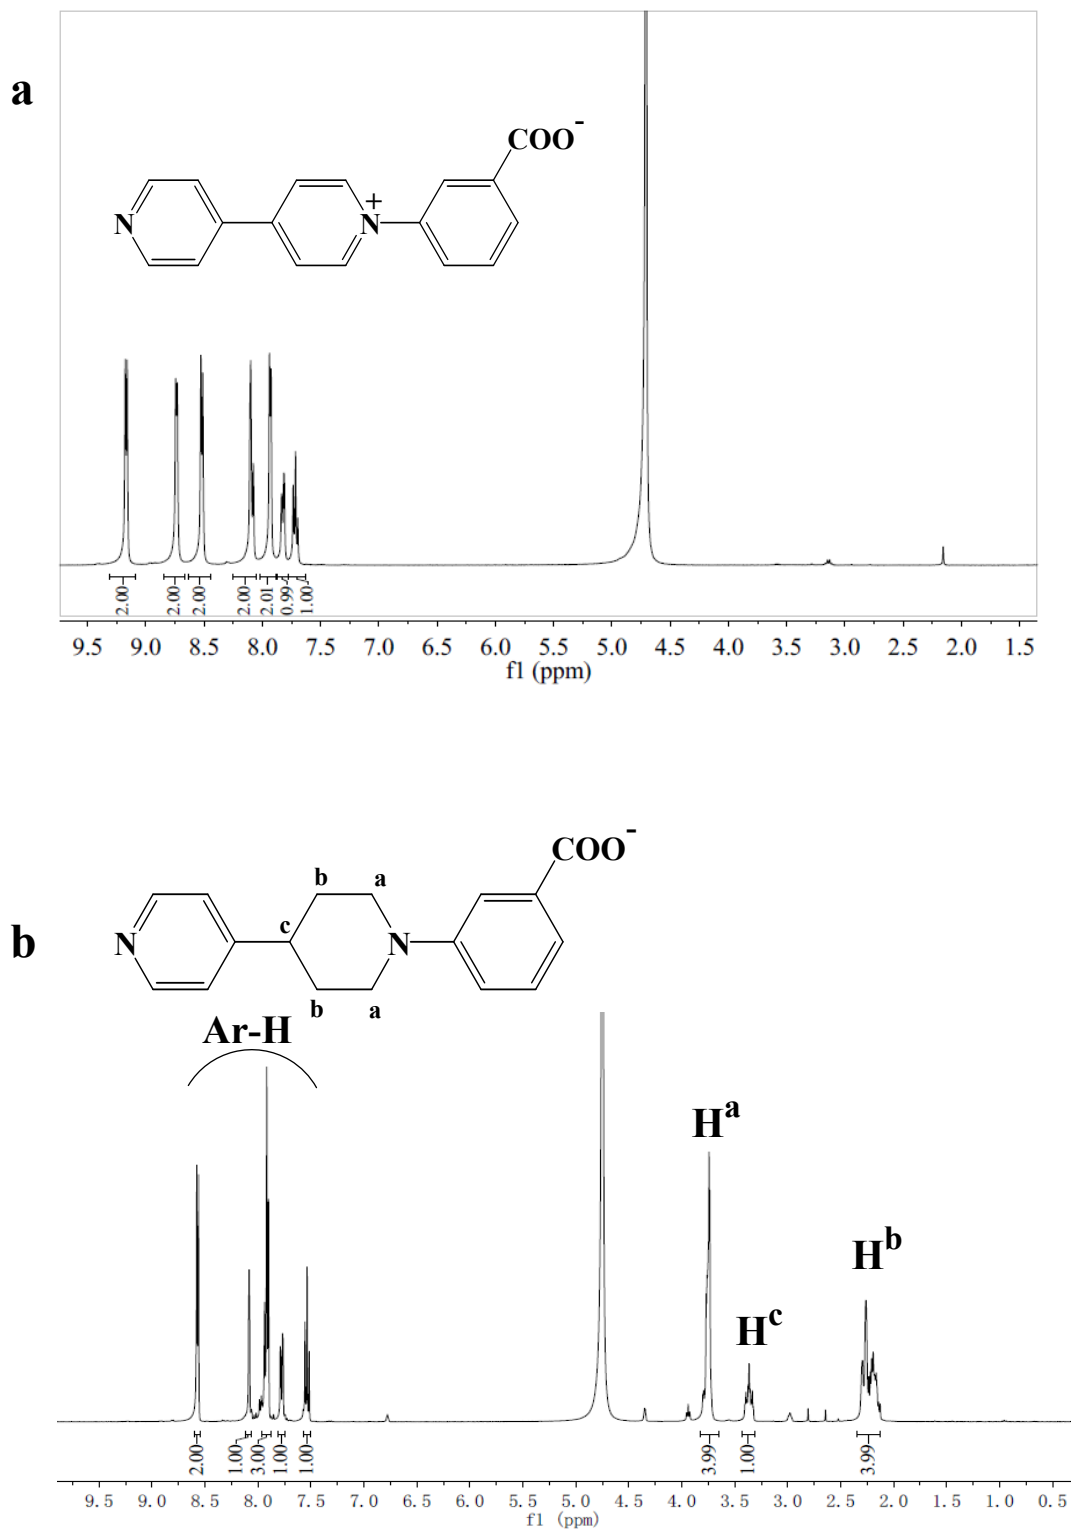 a
COO-
N
+
N
2.00 2.00 2.00 2.00 2.01 0.99 1.00
9.5 9.0 8.5 8.0 7.5 7.0 6.5 6.0 5.5 5.0 4.5 4.0 3.5 3.0 2.5 2.0 1.5
f1 (ppm)
COO-
b a
c
b
N
N
b a
Ar-H
Ha
Hb
Hc
2.00 1.00 3.00 1.00 1.00 3.99 1.00 3.99
9.5 9.0 8.5 8.0 7.5 7.0 6.5 6.0 5.5 5.0 4.5 4.0 3.5 3.0 2.5 2.0 1.5 1.0 0.5
f1 (ppm)